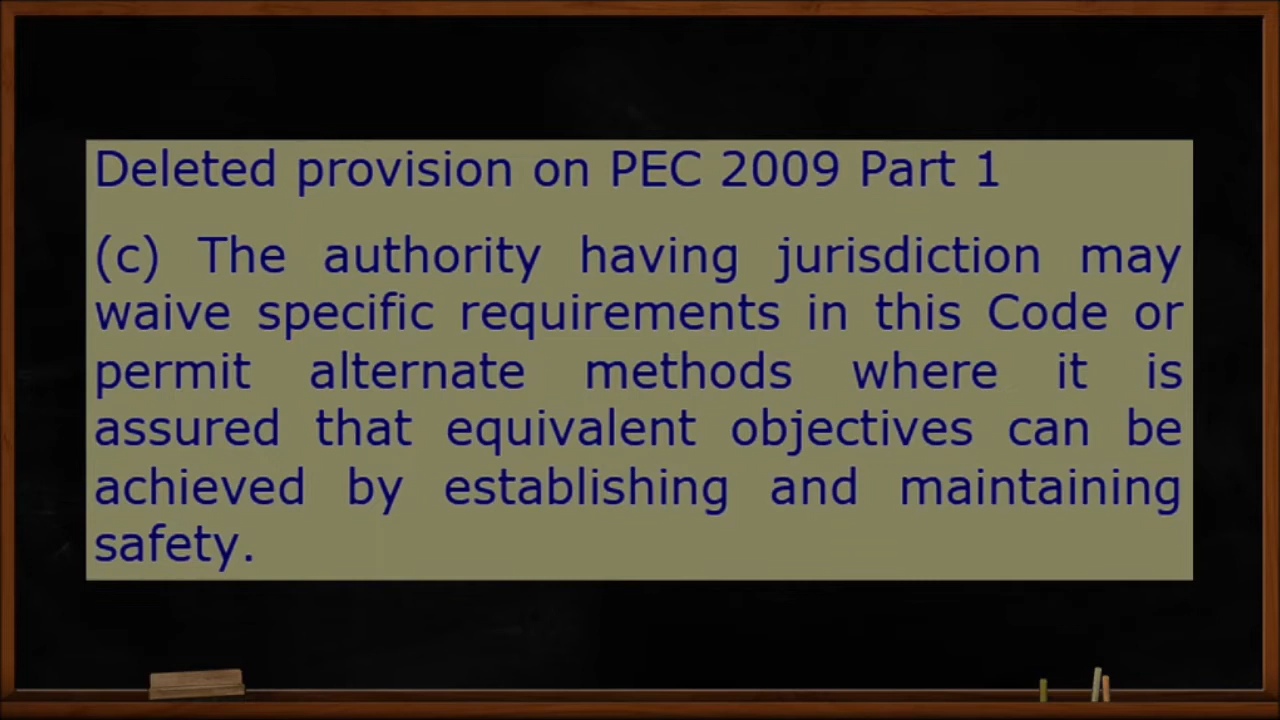 Deleted provision on PEC 2009 Part 1
(c) The authority having jurisdiction may
waive specific requirements in this Code or
permit alternate methods where it is
assured that equivalent objectives can be
achieved by establishing and maintaining
safety.